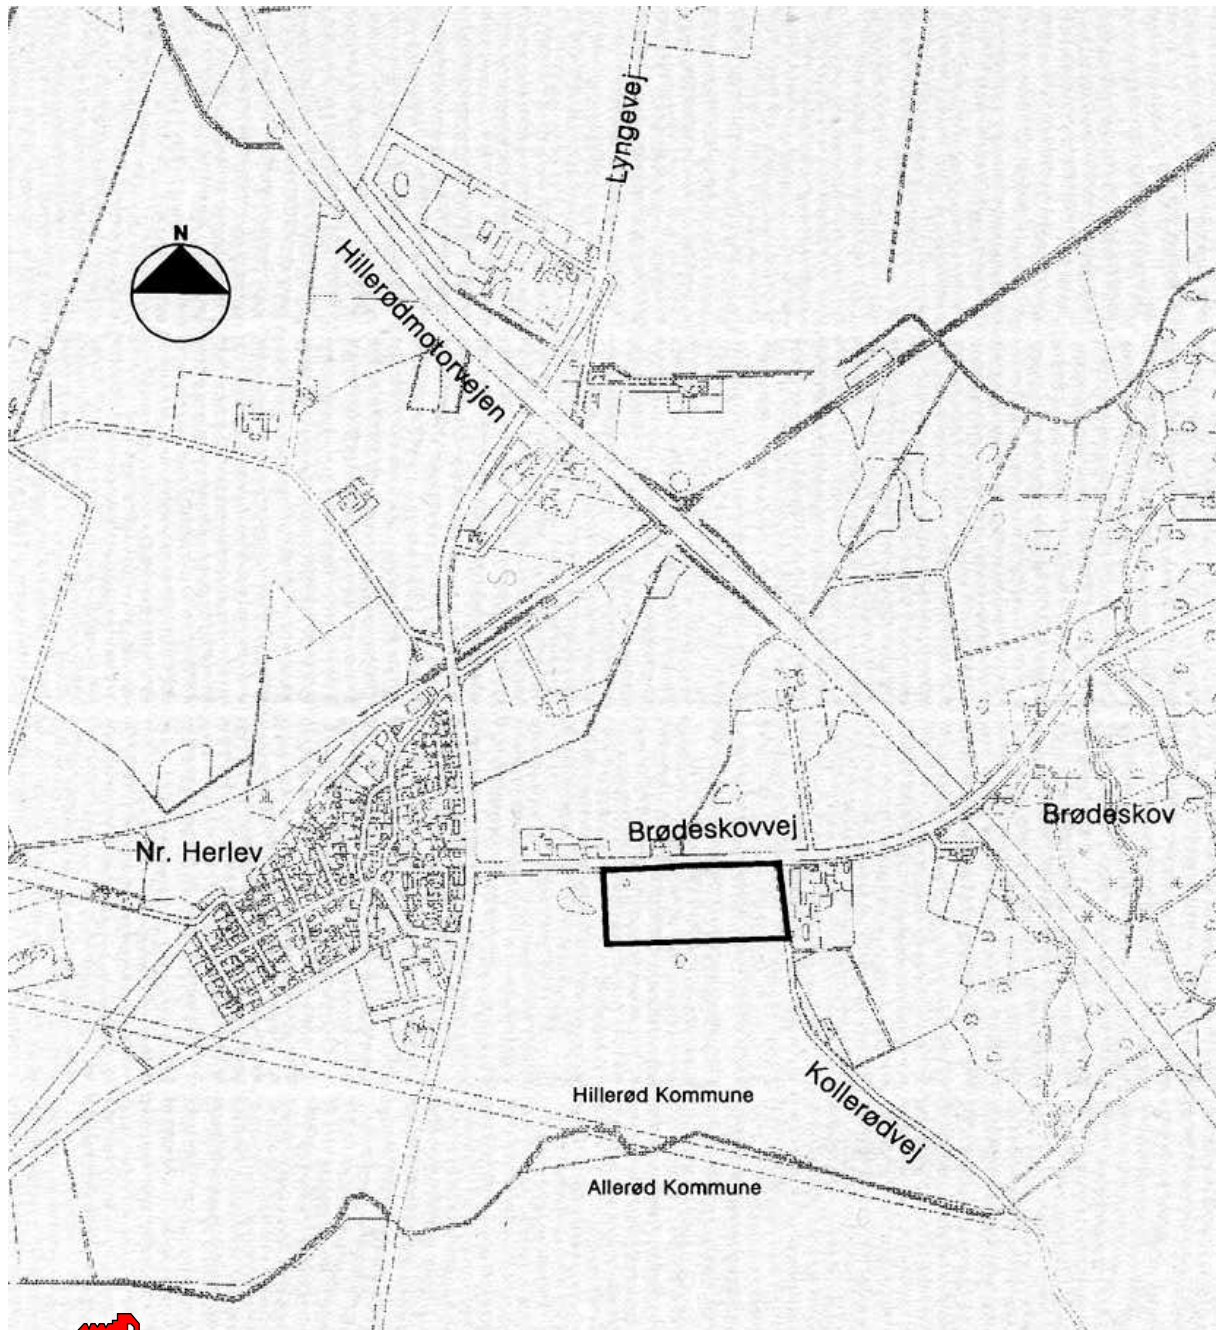 Lyngevej
N
Hillerødmotorvejen
Brødeskovvej
Brødeskov
Nr. Herlev
Kollerødvej
Hillerød Kommune
Allerød Kommune